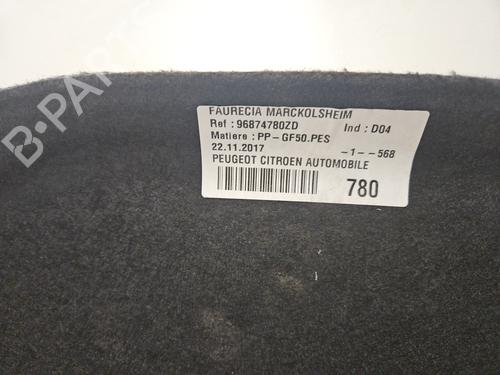 B-PARTS
FAURECIA MARCKOLSHEIM
Ref : 96874780ZD Ind : D04
Matiere : PP-GF50.PES
22.11.2017 -1--568
PEUGEOT CITROEN AUTOMOBILE
780